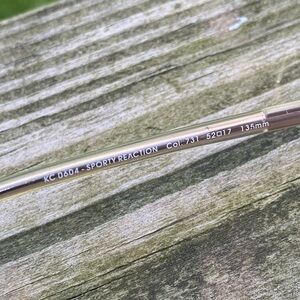 KC 0604 - SPORTY REACTION Col. 731 52□17 135mm